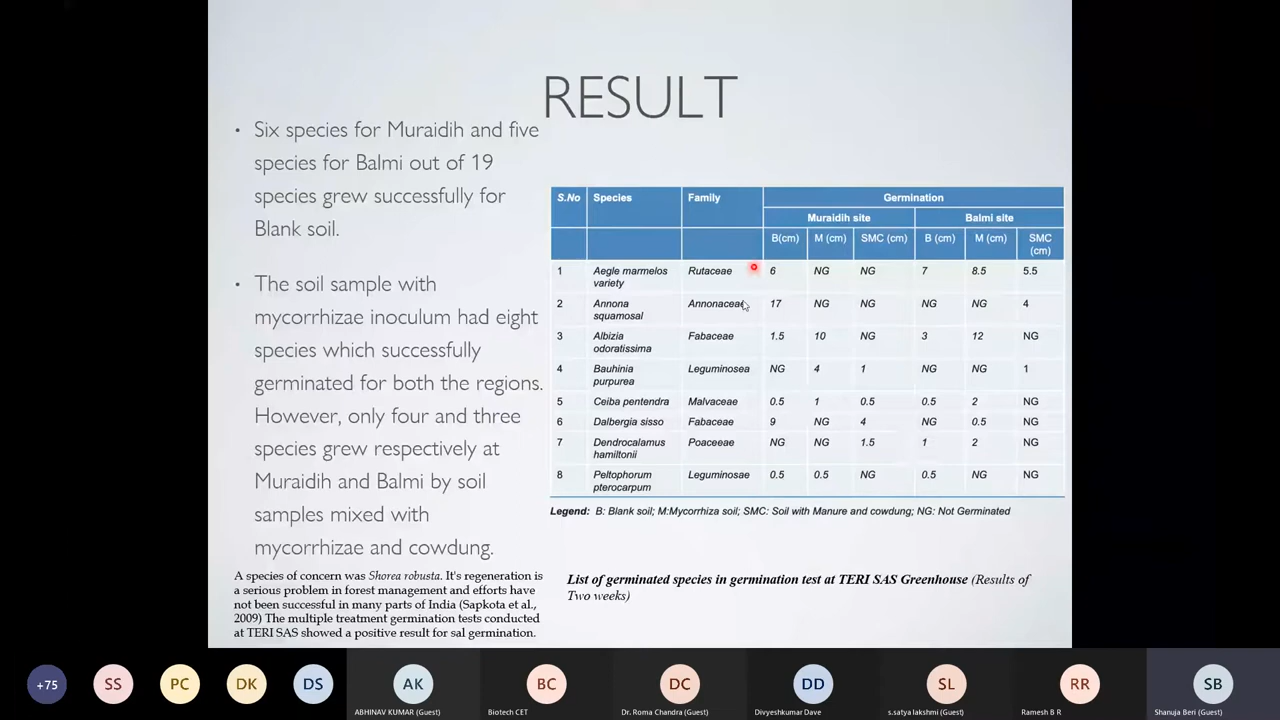 RESULT
• Six species for Muraidih and five
species for Balmi out of 19
species grew successfully for
Blank soil.
• The soil sample with
mycorrhizae inoculum had eight
species which successfully
germinated for both the regions.
However, only four and three
species grew respectively at
Muraidih and Balmi by soil
samples mixed with
mycorrhizae and cowdung.
A species of concern was Shorea robusta. It's regeneration is
a serious problem in forest management and efforts have
not been successful in many parts of India (Sapkota et al.,
2009) The multiple treatment germination tests conducted
at TERI SAS showed a positive result for sal germination.
S.No Species Family Germination
Muraidih site Balmi site
B(cm) M (cm) SMC (cm) B (cm) M (cm) SMC
(cm)
1 Aegle marmelos Rutaceae 6 NG NG 7 8.5 5.5
variety
2 Annona Annonaceae 17 NG NG NG NG 4
squamosal
3 Albizia Fabaceae 1.5 10 NG 3 12 NG
odoratissima
4 Bauhinia Leguminosea NG 4 1 NG NG 1
purpurea
5 Ceiba pentendra Malvaceae 0.5 1 0.5 0.5 2 NG
6 Dalbergia sisso Fabaceae 9 NG 4 NG 0.5 NG
7 Dendrocalamus Poaceeae NG NG 1.5 1 2 NG
hamiltonii
8 Peltophorum Leguminosae 0.5 0.5 NG 0.5 NG NG
pterocarpum
Legend: B: Blank soil; M:Mycorrhiza soil; SMC: Soil with Manure and cowdung; NG: Not Germinated
List of germinated species in germination test at TERI SAS Greenhouse (Results of
Two weeks)
+75 SS PC DK DS AK BC DC DD SL RR SB
ABHINAV KUMAR (Guest) Biotech CET Dr. Roma Chandra (Guest) Divyeshkumar Dave s.satya lakshmi (Guest) Ramesh B R Shanuja Beri (Guest)